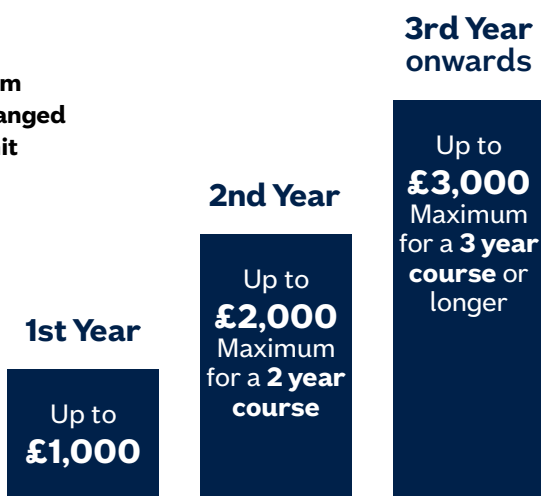 anged
it
1st Year
Up to
£1,000
2nd Year
Up to
£2,000
Maximum
for a 2 year
course
3rd Year
onwards
Up to
£3,000
Maximum
for a 3 year
course or
longer